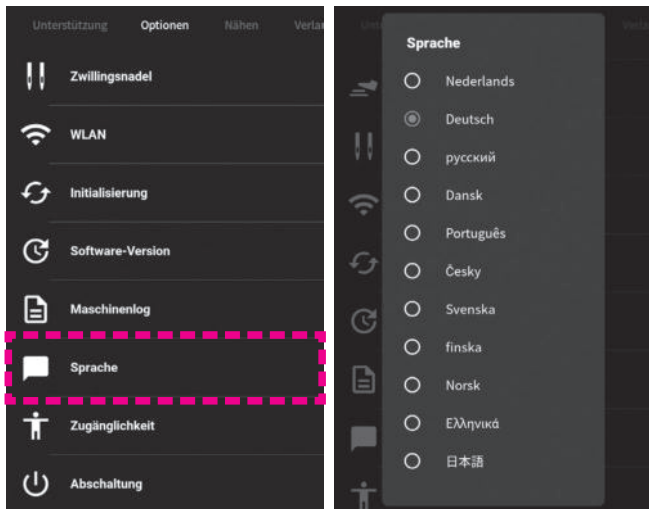 Unterstützung Optionen Nähen Verlan
Zwillingsnadel
WLAN
Initialisierung
Software-Version
Maschinenlog
Sprache
Zugänglichkeit
Abschaltung
Sprache
Nederlands
Deutsch
русский
Dansk
Português
Česky
Svenska
finska
Norsk
Ελληνικά
日本語